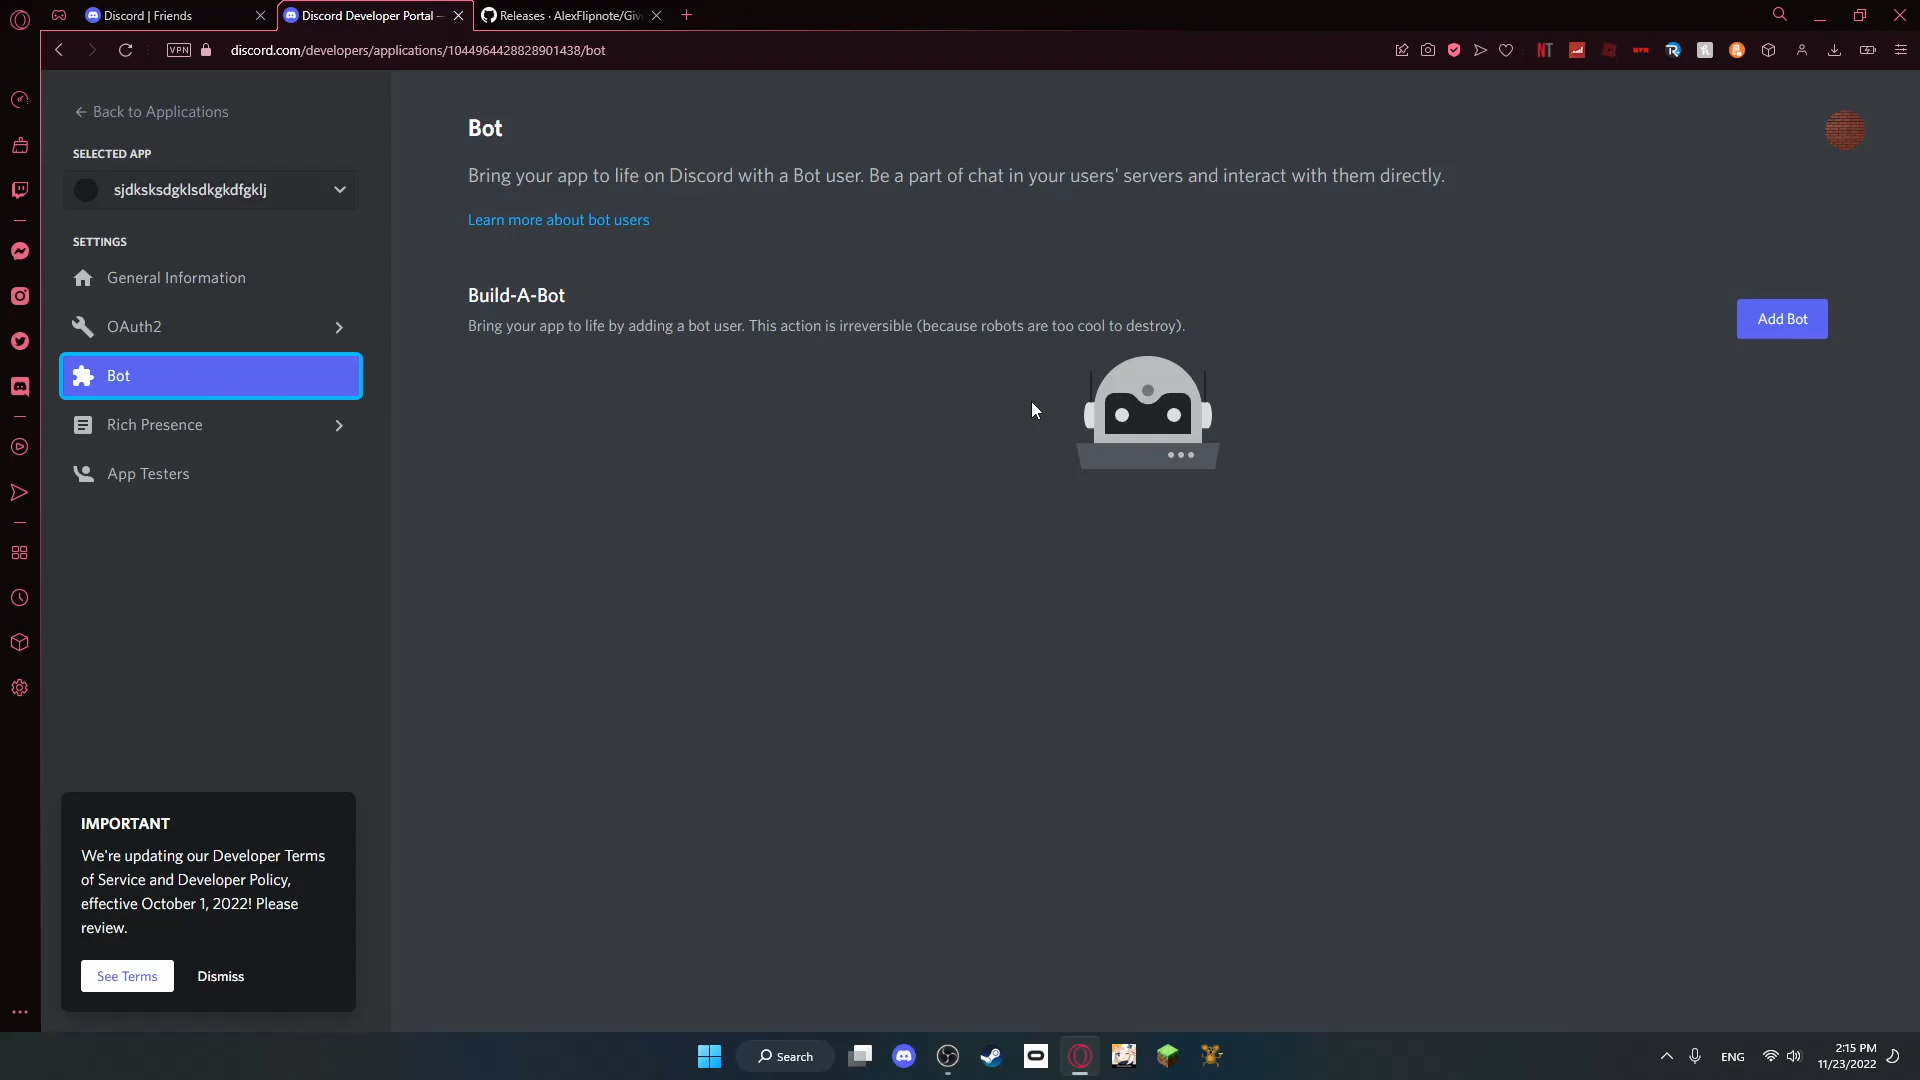 Discord | Friends
Discord Developer Portal —
Releases · AlexFlipnote/Giv
VPN
discord.com/developers/applications/1044964428828901438/bot
Back to Applications
SELECTED APP
sjdksksdgklsdkgkdfgklj
SETTINGS
General Information
OAuth2
Bot
Rich Presence
App Testers
IMPORTANT
We're updating our Developer Terms
of Service and Developer Policy,
effective October 1, 2022! Please
review.
See Terms
Dismiss
Bot
Bring your app to life on Discord with a Bot user. Be a part of chat in your users' servers and interact with them directly.
Learn more about bot users
Build-A-Bot
Bring your app to life by adding a bot user. This action is irreversible (because robots are too cool to destroy).
Add Bot
Search
ENG
2:15 PM
11/23/2022